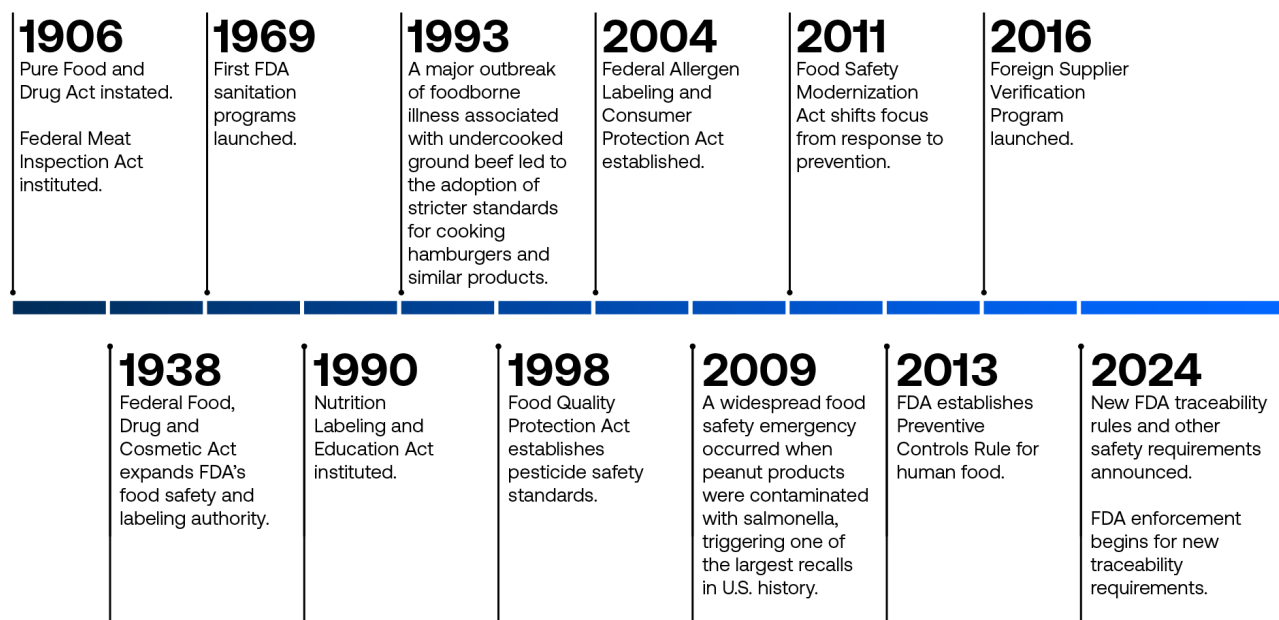 1906
Pure Food and
Drug Act instated.
Federal Meat
Inspection Act
instituted.
1969
First FDA
sanitation
programs
launched.
1993
A major outbreak
of foodborne
illness associated
with undercooked
ground beef led to
the adoption of
stricter standards
for cooking
hamburgers and
similar products.
2004
Federal Allergen
Labeling and
Consumer
Protection Act
established.
2011
Food Safety
Modernization
Act shifts focus
from response to
prevention.
2016
Foreign Supplier
Verification
Program
launched.
1938
Federal Food,
Drug and
Cosmetic Act
expands FDA’s
food safety and
labeling authority.
1990
Nutrition
Labeling and
Education Act
instituted.
1998
Food Quality
Protection Act
establishes
pesticide safety
standards.
2009
A widespread food
safety emergency
occurred when
peanut products
were contaminated
with salmonella,
triggering one of
the largest recalls
in U.S. history.
2013
FDA establishes
Preventive
Controls Rule for
human food.
2024
New FDA traceability
rules and other
safety requirements
announced.
FDA enforcement
begins for new
traceability
requirements.